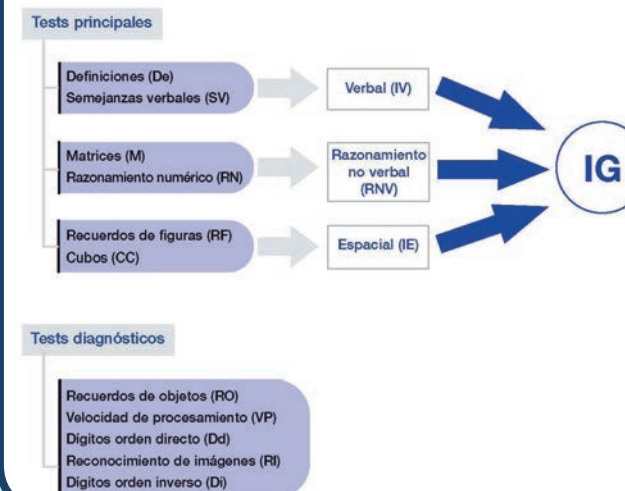 Tests principales
Definiciones (De)
Semejanzas verbales (SV)
Verbal (IV)
Matrices (M)
Razonamiento numérico (RN)
Razonamiento
no verbal
(RNV)
Recuerdos de figuras (RF)
Cubos (CC)
Espacial (IE)
IG
Tests diagnósticos
Recuerdos de objetos (RO)
Velocidad de procesamiento (VP)
Dígitos orden directo (Dd)
Reconocimiento de imágenes (RI)
Dígitos orden inverso (Di)